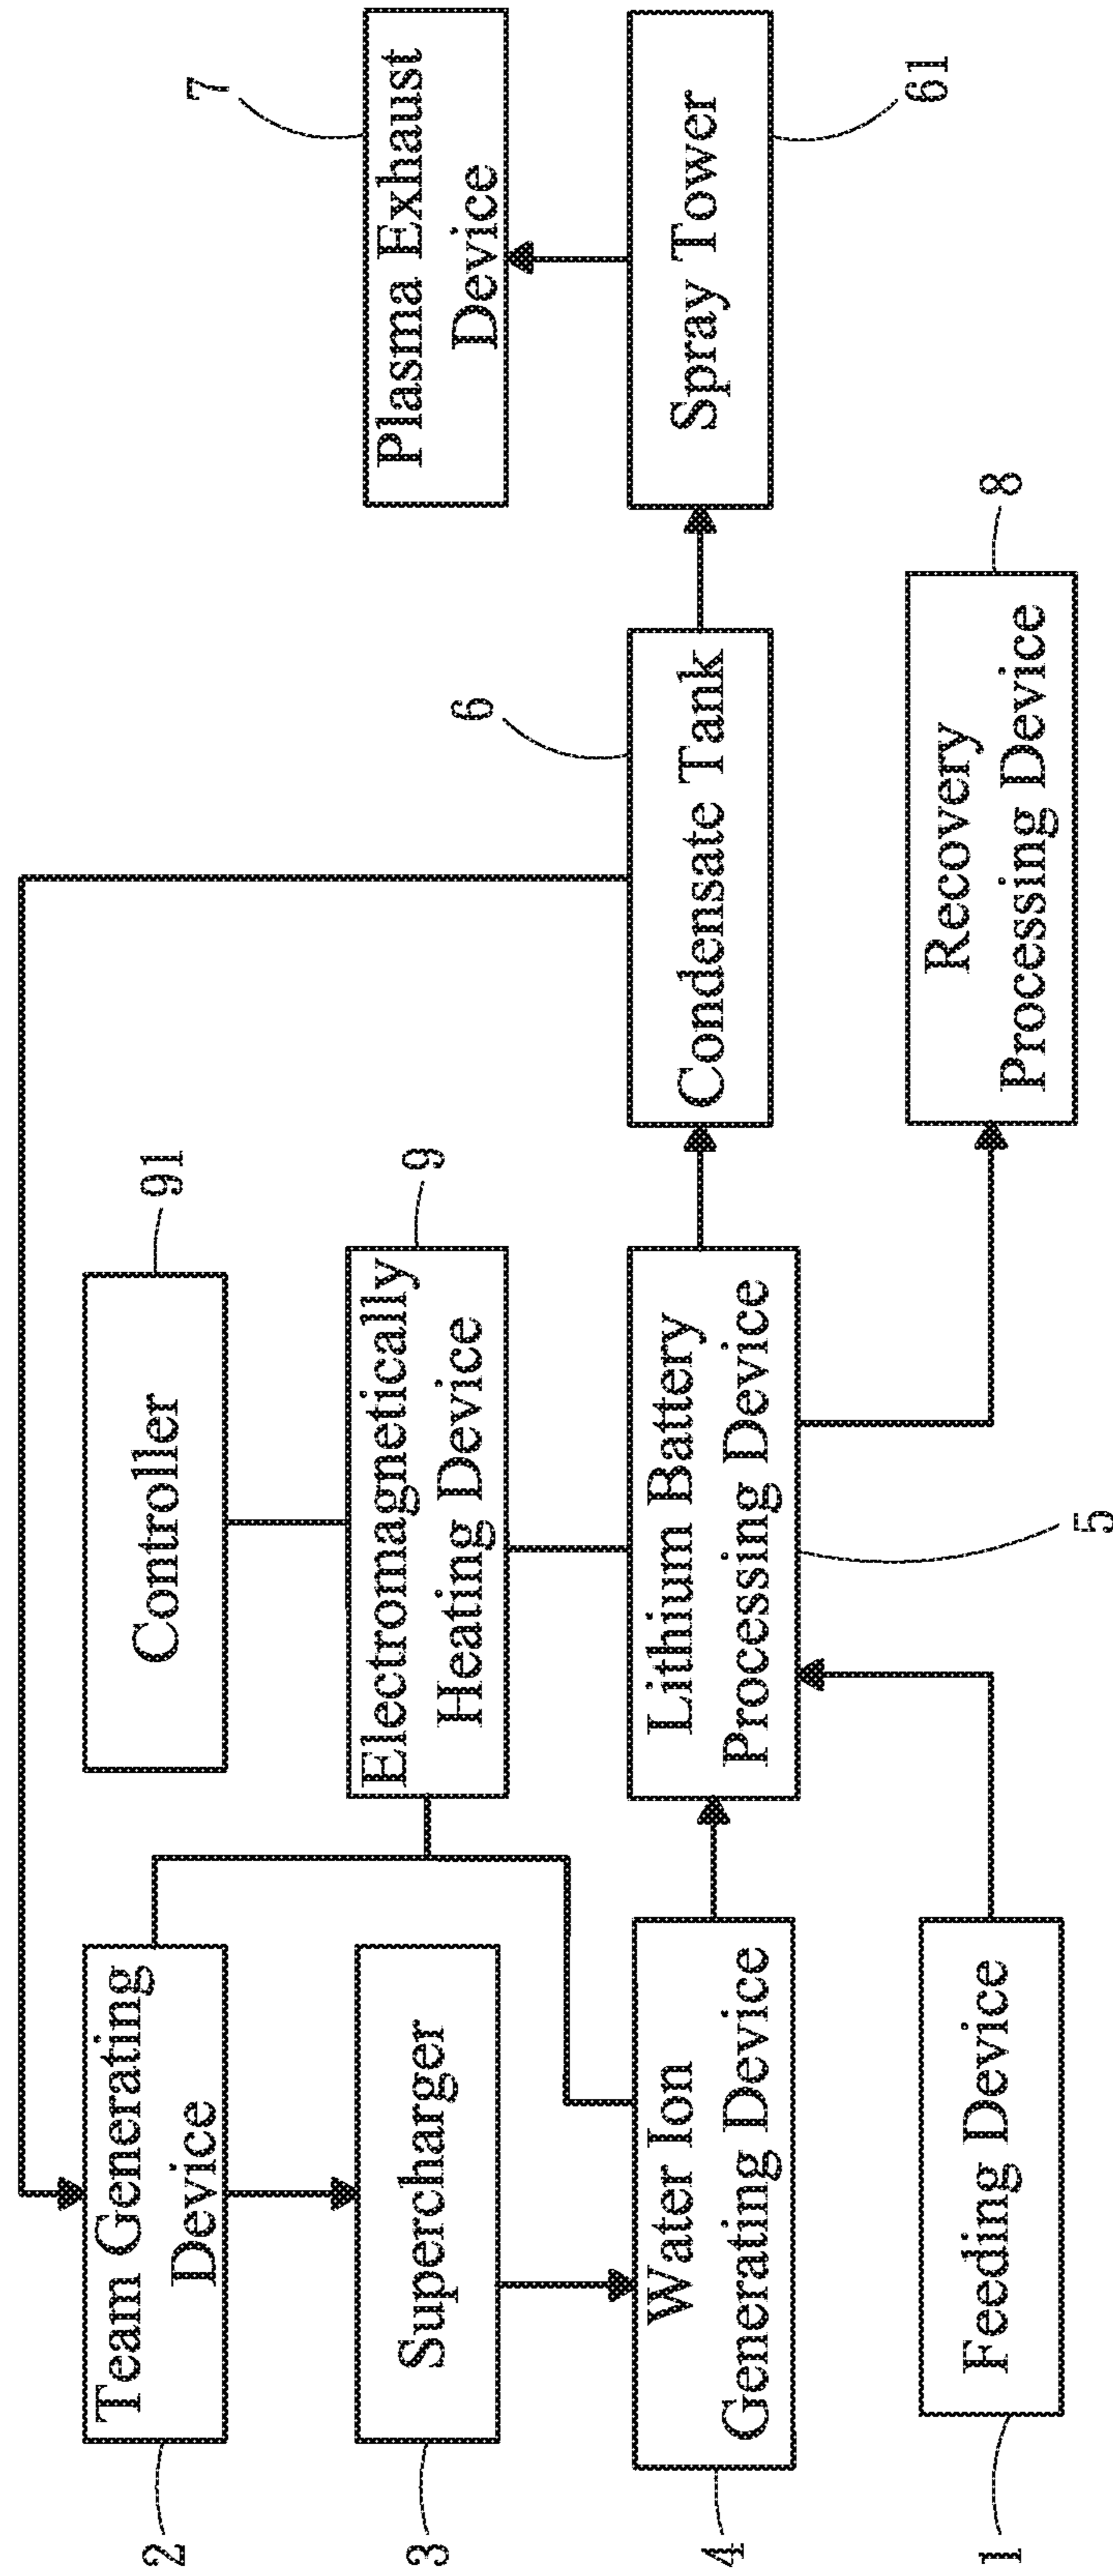 2
Team Generating
Device
Controller
91
3
Supercharger
Electromagnetically
Heating Device
9
Plasma Exhaust
Device
7
4
Water Ion
Generating Device
Lithium Battery
Processing Device
5
Condensate Tank
6
Spray Tower
61
1
Feeding Device
Recovery
Processing Device
8